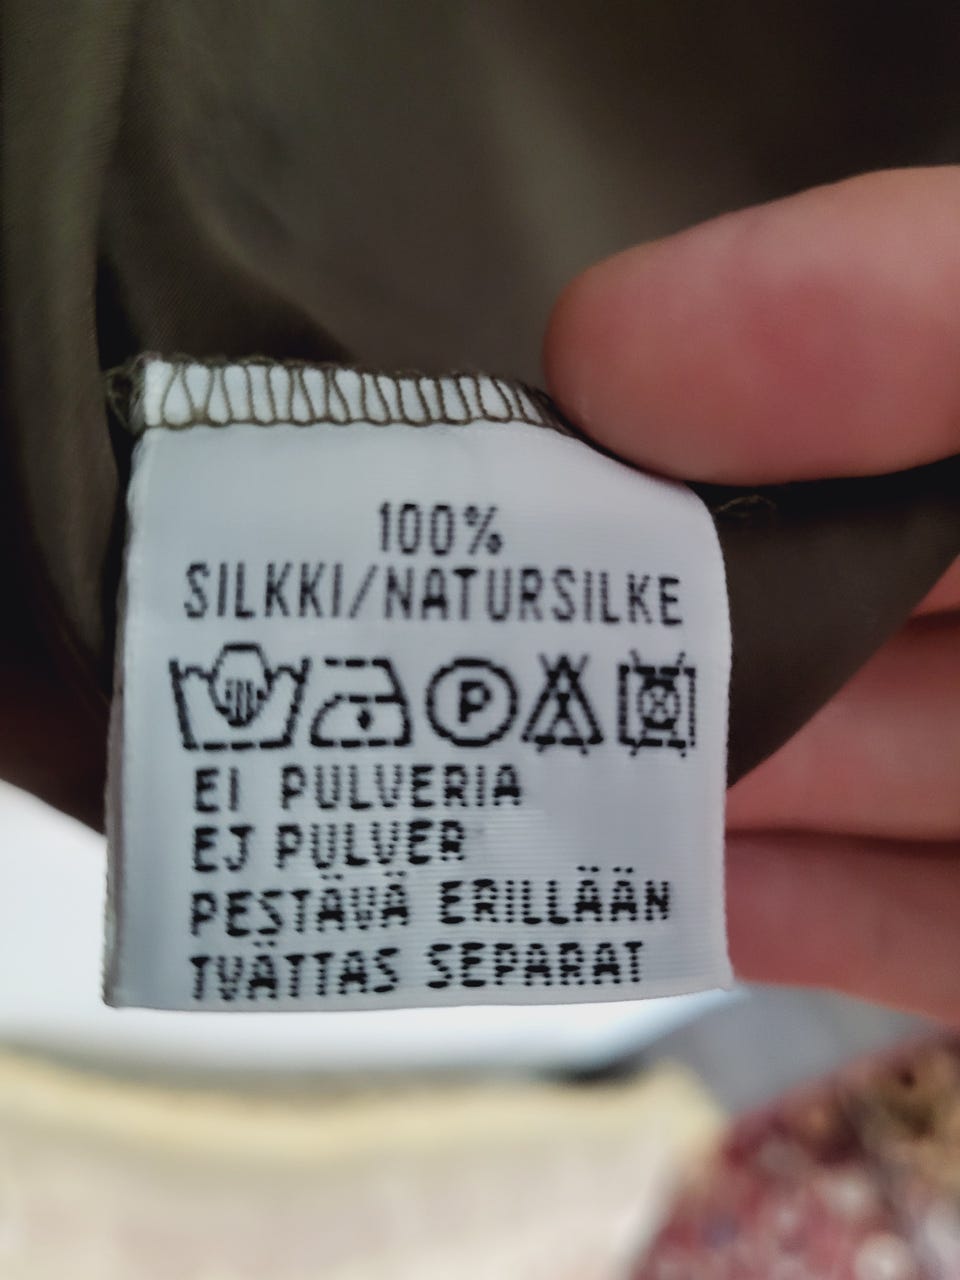 100%
SILKKI/NATURSILKE
P
EI PULVERIA
EJ PULVER
PESTÄVÄ ERILLÄÄN
TVÄTTAS SEPARAT